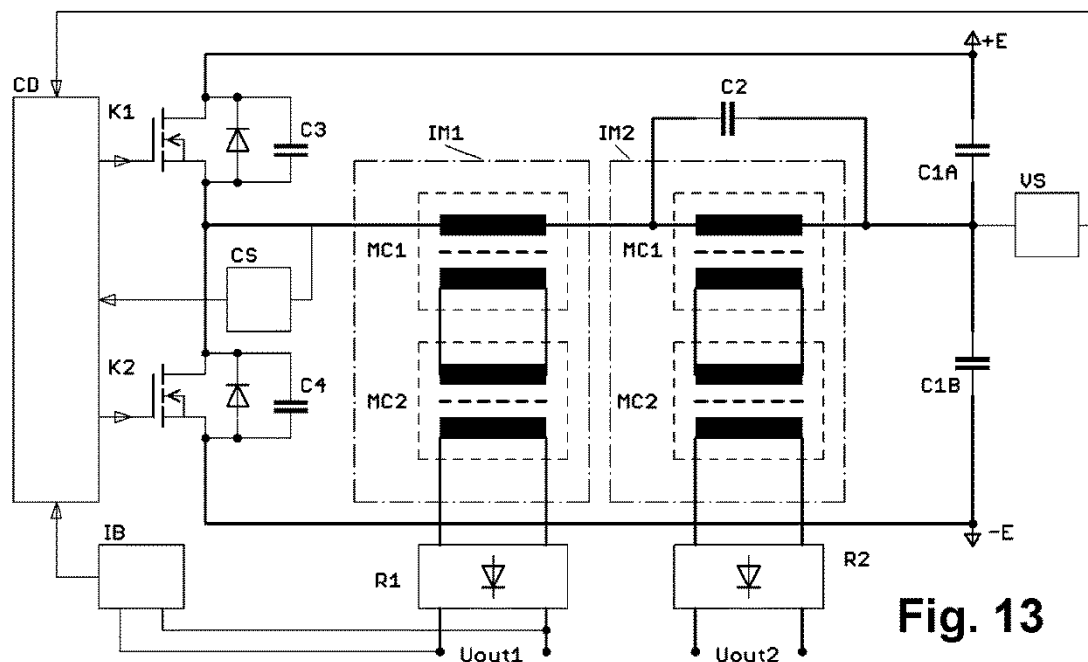 +E
CD
K1
C3
IM1
IM2
C2
C1A
VS
MC1
MC1
CS
K2
C4
MC2
MC2
C1B
IB
-E
R1
R2
Uout1
Uout2
Fig. 13